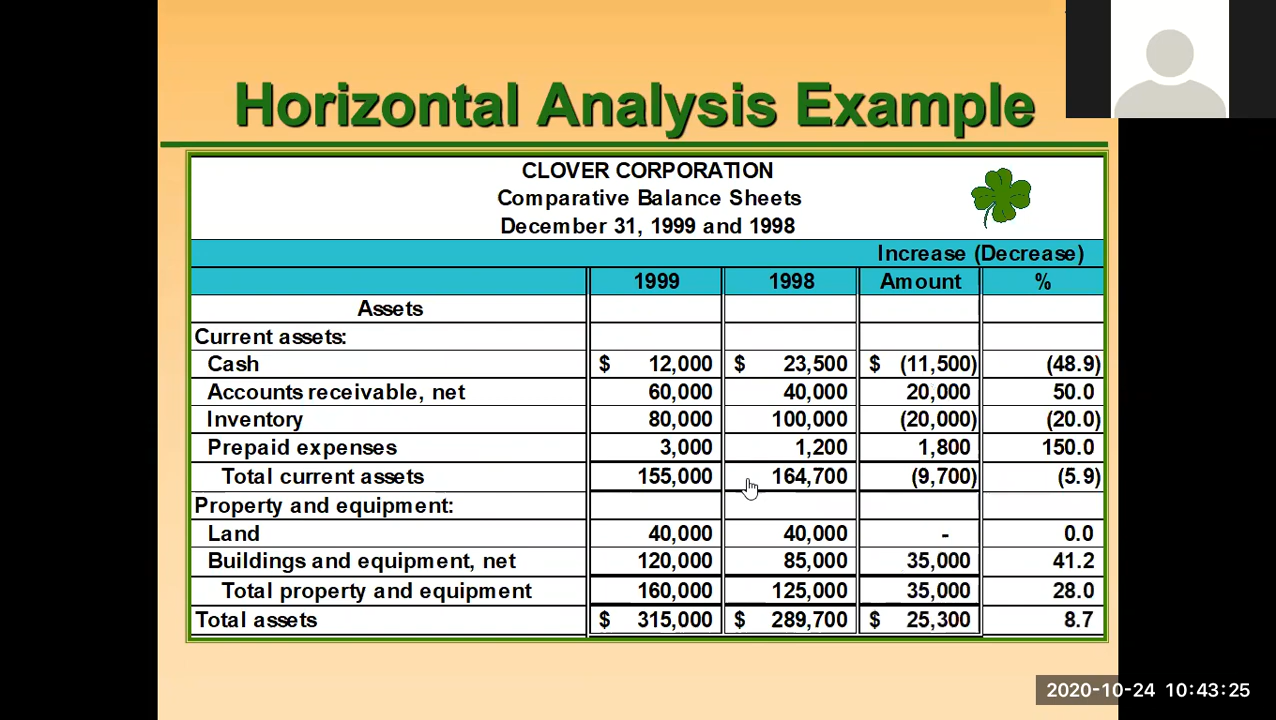 Horizontal Analysis Example
CLOVER CORPORATION
Comparative Balance Sheets
December 31, 1999 and 1998
Increase (Decrease)
1999 1998 Amount %
Assets
Current assets:
Cash $ 12,000 $ 23,500 $ (11,500) (48.9)
Accounts receivable, net 60,000 40,000 20,000 50.0
Inventory 80,000 100,000 (20,000) (20.0)
Prepaid expenses 3,000 1,200 1,800 150.0
Total current assets 155,000 164,700 (9,700) (5.9)
Property and equipment:
Land 40,000 40,000 - 0.0
Buildings and equipment, net 120,000 85,000 35,000 41.2
Total property and equipment 160,000 125,000 35,000 28.0
Total assets $ 315,000 $ 289,700 $ 25,300 8.7
2020-10-24 10:43:25